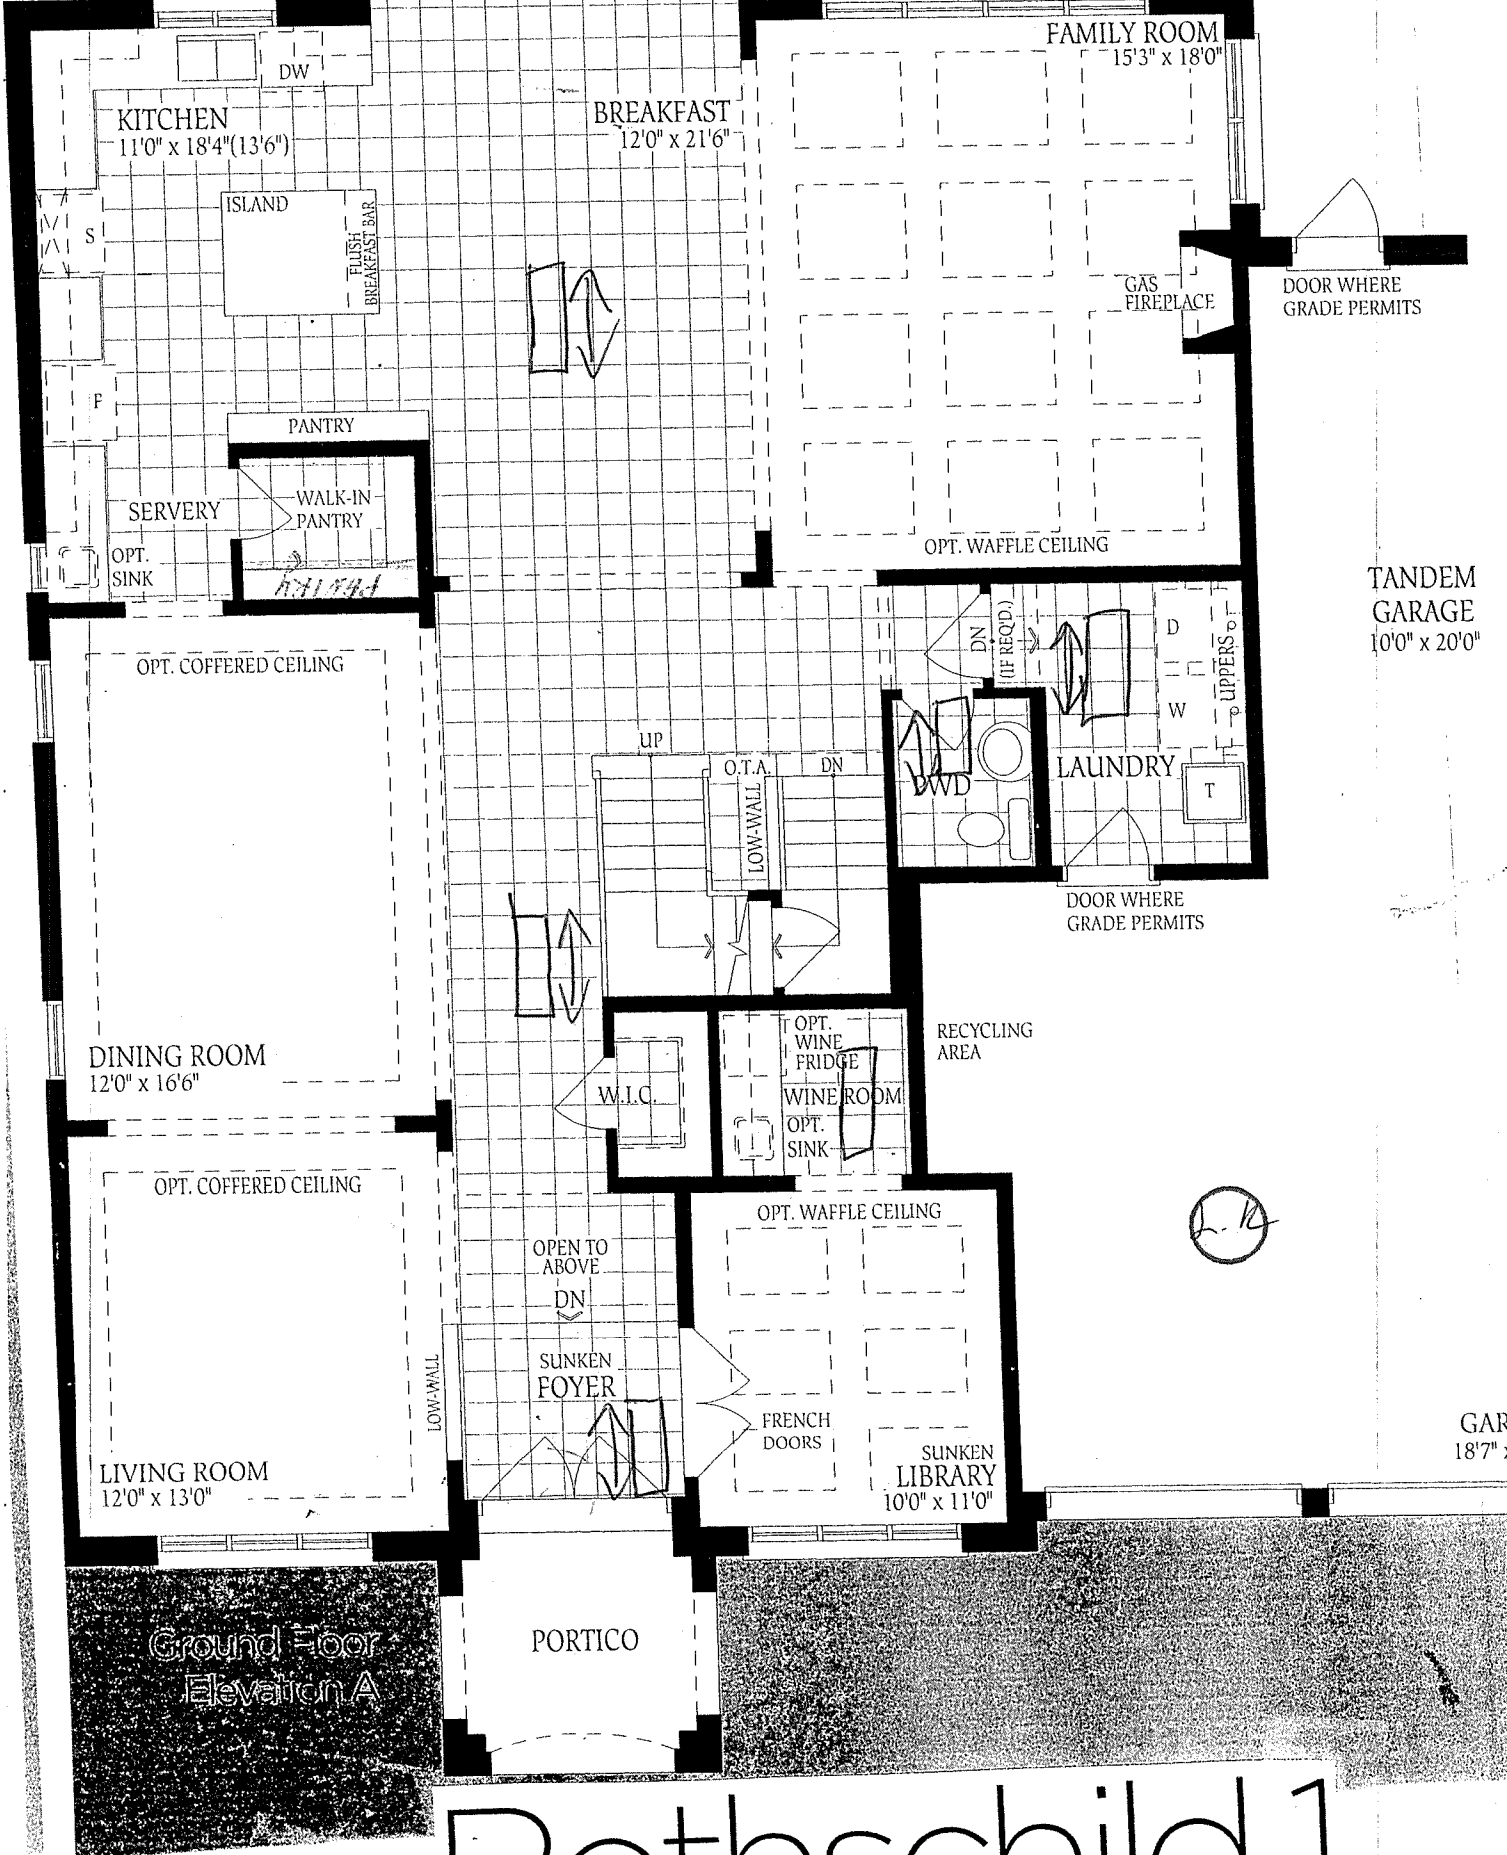 FAMILY ROOM
15'3" x 18'0"
DW
KITCHEN
11'0" x 18'4"(13'6")
BREAKFAST
12'0" x 21'6"
ISLAND
FLUSH
BREAKFAST BAR
S
GAS
FIREPLACE
DOOR WHERE
GRADE PERMITS
F
PANTRY
SERVERY
WALK-IN
PANTRY
OPT.
SINK
OPT. WAFFLE CEILING
TANDEM
GARAGE
10'0" x 20'0"
DN
(IF REQ'D.)
D
UPPERS
W
OPT. COFFERED CEILING
UP
O.T.A.
DN
LOW-WALL
PWD
LAUNDRY
T
DOOR WHERE
GRADE PERMITS
DINING ROOM
12'0" x 16'6"
W.I.C.
OPT.
WINE
FRIDGE
WINE ROOM
OPT.
SINK
RECYCLING
AREA
OPT. COFFERED CEILING
OPT. WAFFLE CEILING
OPEN TO
ABOVE
DN
L.R
SUNKEN
FOYER
LOW-WALL
FRENCH
DOORS
SUNKEN
LIBRARY
10'0" x 11'0"
GAR
18'7" x
LIVING ROOM
12'0" x 13'0"
PORTICO
Ground Floor
Elevation A
Rothschild 1